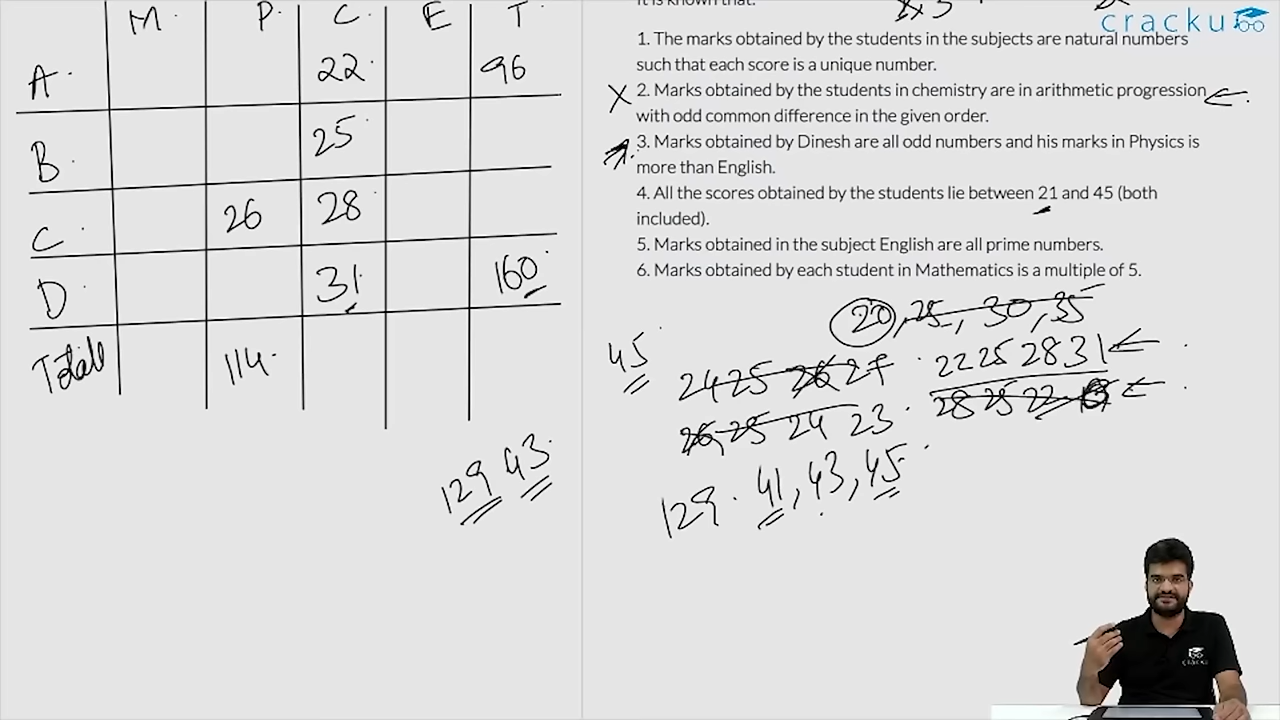 M. P. C. E T.
A. 22. 96
B. 25.
C. 26 28
D. 31 160
Total 114.
129 43.
cracku
1. The marks obtained by the students in the subjects are natural numbers
such that each score is a unique number.
X 2. Marks obtained by the students in chemistry are in arithmetic progression
with odd common difference in the given order.
3. Marks obtained by Dinesh are all odd numbers and his marks in Physics is
more than English.
4. All the scores obtained by the students lie between 21 and 45 (both
included).
5. Marks obtained in the subject English are all prime numbers.
6. Marks obtained by each student in Mathematics is a multiple of 5.
20, 25, 30, 35
45
24 25 26 27 22 25 28 31
26, 25 24 23 28 25 22
129. 41, 43, 45
cracku